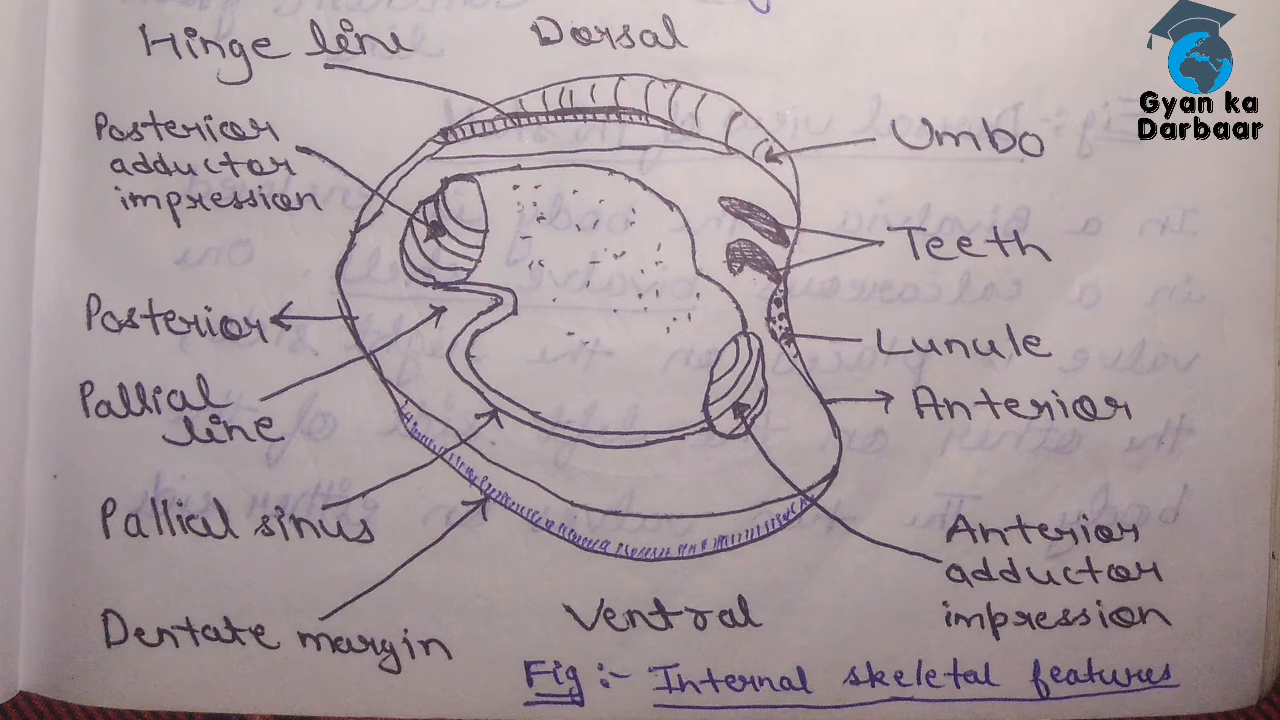 Hinge line
Dorsal
Gyan ka
Darbaar
Posterior
adductor
impression
Umbo
Teeth
Posterior
Lunule
Pallial
line
Anterior
Pallial sinus
Anterior
adductor
impression
Dentate margin
Ventral
Fig :- Internal skeletal features